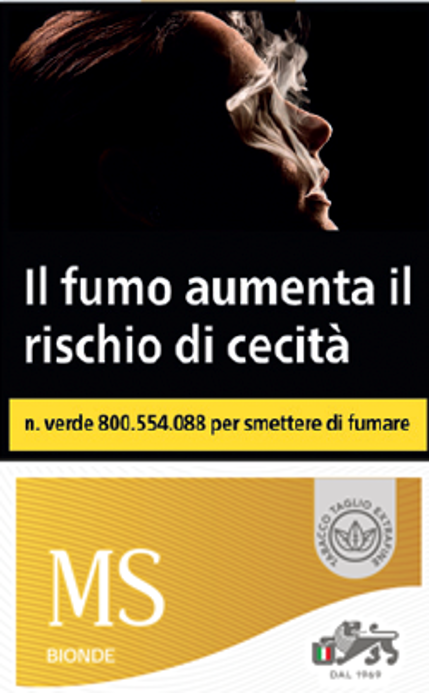 Il fumo aumenta il
rischio di cecità
n. verde 800.554.088 per smettere di fumare
TABACCO TAGLIO EXTRAFINE
MS
BIONDE
DAL 1969